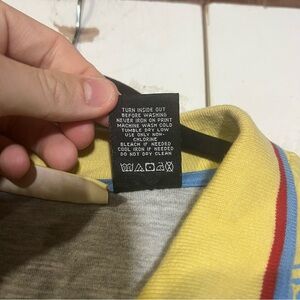 TURN INSIDE OUT
BEFORE WASHING
NEVER IRON ON PRINT
MACHINE WASH COLD
TUMBLE DRY LOW
USE ONLY NON-
CHLORINE
BLEACH IF NEEDED
COOL IRON IF NEEDED
DO NOT DRY CLEAN